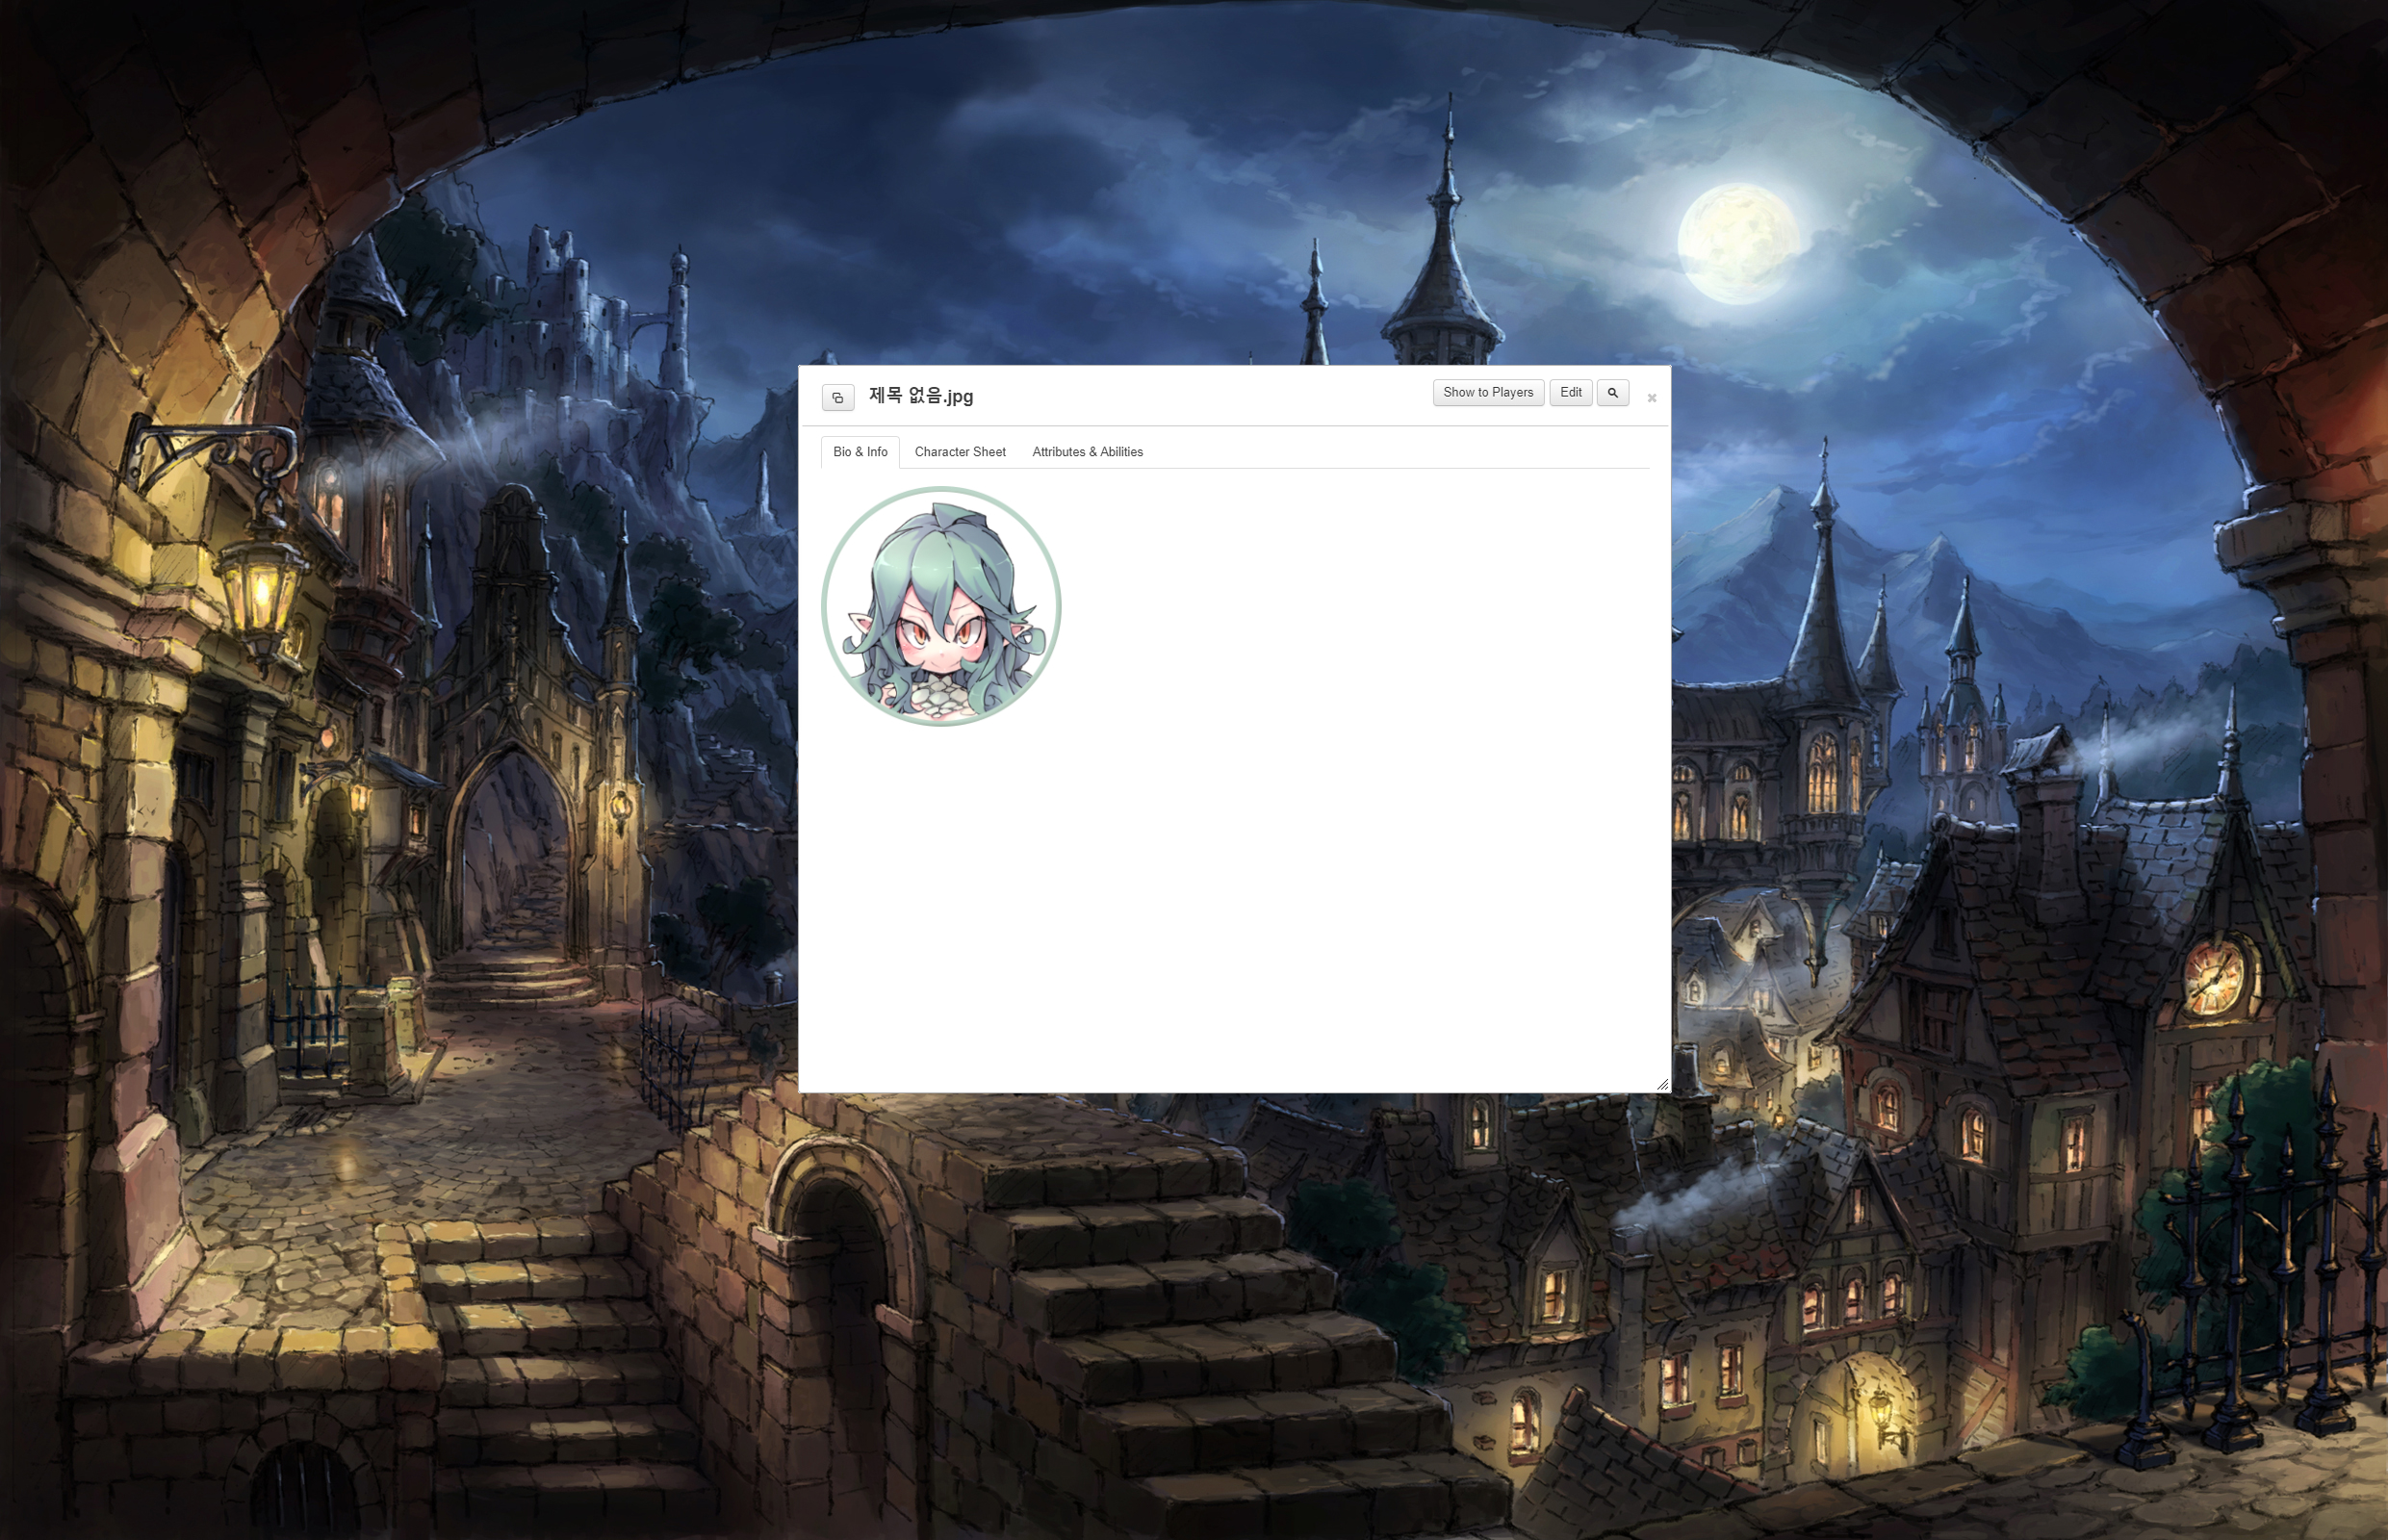 제목 없음.jpg
Show to Players
Edit
Bio & Info
Character Sheet
Attributes & Abilities